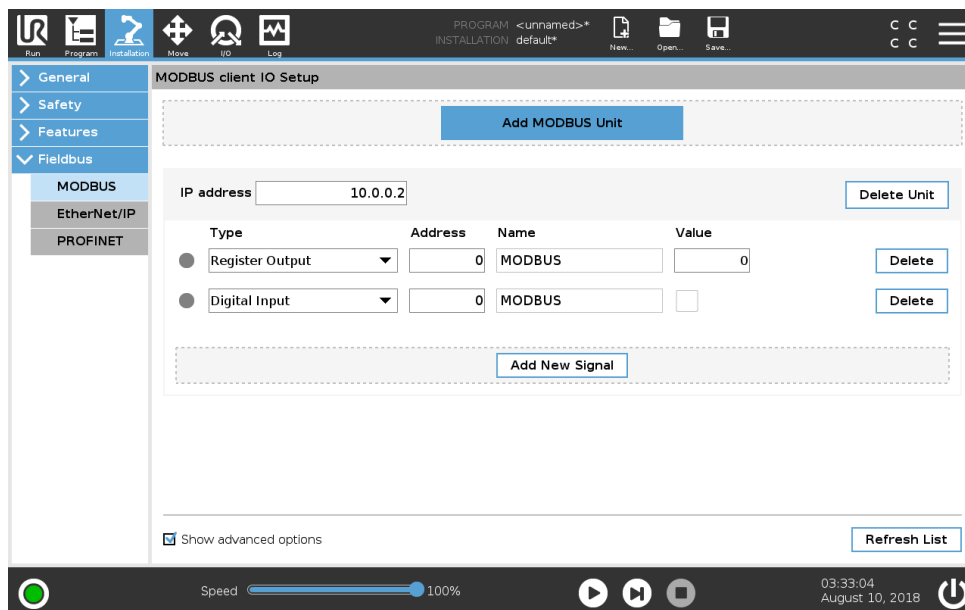 PROGRAM <unnamed>*
INSTALLATION default*
C C
C C
UR
Run Program Installation Move I/O Log New... Open... Save...
General
Safety
Features
Fieldbus
MODBUS
EtherNet/IP
PROFINET
MODBUS client IO Setup
Add MODBUS Unit
IP address 10.0.0.2 Delete Unit
Type Address Name Value
Register Output 0 MODBUS 0 Delete
Digital Input 0 MODBUS Delete
Add New Signal
Show advanced options Refresh List
Speed 100%
03:33:04
August 10, 2018